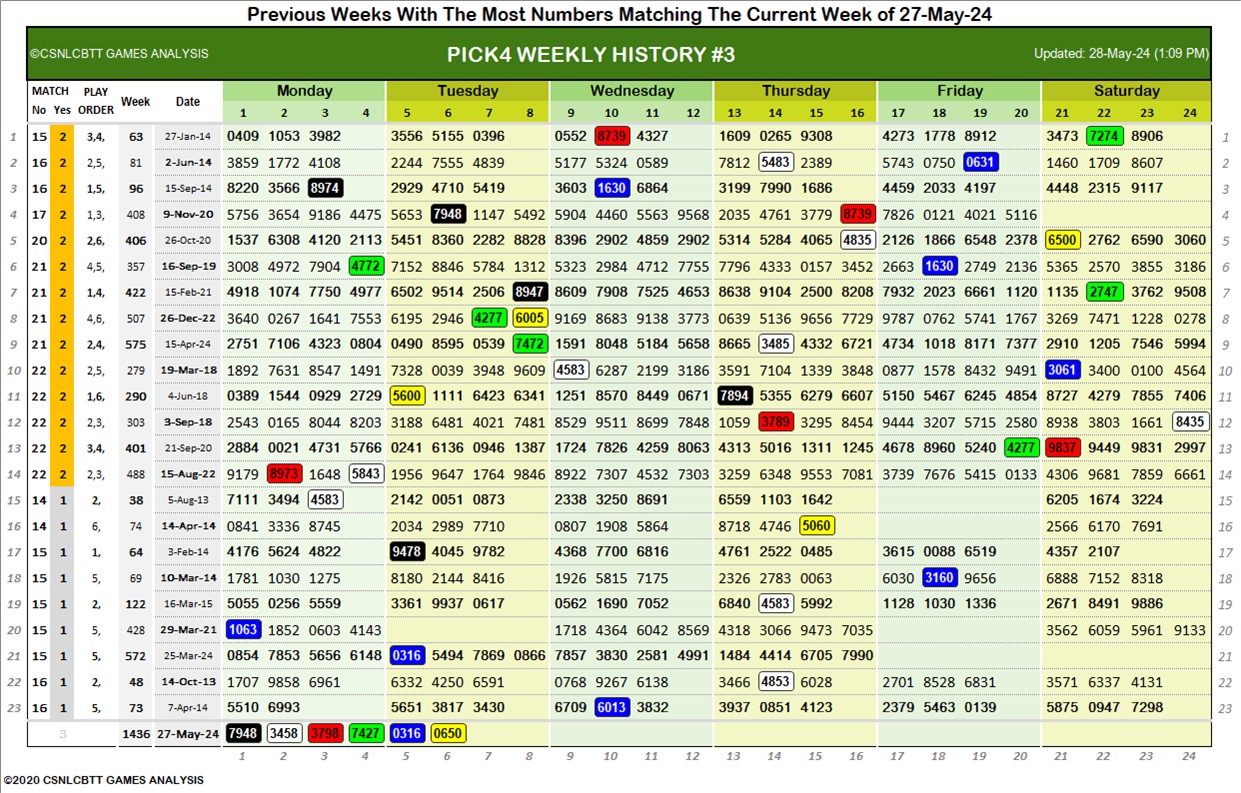 Previous Weeks With The Most Numbers Matching The Current Week of 27-May-24
©CSNLCBTT GAMES ANALYSIS PICK4 WEEKLY HISTORY #3 Updated: 28-May-24 (1:09 PM)
MATCH PLAY Week Date Monday Tuesday Wednesday Thursday Friday Saturday
No Yes ORDER 1 2 3 4 5 6 7 8 9 10 11 12 13 14 15 16 17 18 19 20 21 22 23 24
1 15 2 3,4, 63 27-Jan-14 0409 1053 3982 3556 5155 0396 0552 8739 4327 1609 0265 9308 4273 1778 8912 3473 7274 8906 1
2 16 2 2,5, 81 2-Jun-14 3859 1772 4108 2244 7555 4839 5177 5324 0589 7812 5483 2389 5743 0750 0631 1460 1709 8607 2
3 16 2 1,5, 96 15-Sep-14 8220 3566 8974 2929 4710 5419 3603 1630 6864 3199 7990 1686 4459 2033 4197 4448 2315 9117 3
4 17 2 1,3, 408 9-Nov-20 5756 3654 9186 4475 5653 7948 1147 5492 5904 4460 5563 9568 2035 4761 3779 8739 7826 0121 4021 5116 4
5 20 2 2,6, 406 26-Oct-20 1537 6308 4120 2113 5451 8360 2282 8828 8396 2902 4859 2902 5314 5284 4065 4835 2126 1866 6548 2378 6500 2762 6590 3060 5
6 21 2 4,5, 357 16-Sep-19 3008 4972 7904 4772 7152 8846 5784 1312 5323 2984 4712 7755 7796 4333 0157 3452 2663 1630 2749 2136 5365 2570 3855 3186 6
7 21 2 1,4, 422 15-Feb-21 4918 1074 7750 4977 6502 9514 2506 8947 8609 7908 7525 4653 8638 9104 2500 8208 7932 2023 6661 1120 1135 2747 3762 9508 7
8 21 2 4,6, 507 26-Dec-22 3640 0267 1641 7553 6195 2946 4277 6005 9169 8683 9138 3773 0639 5136 9656 7729 9787 0762 5741 1767 3269 7471 1228 0278 8
9 21 2 2,4, 575 15-Apr-24 2751 7106 4323 0804 0490 8595 0539 7472 1591 8048 5184 5658 8665 3485 4332 6721 4734 1018 8171 7377 2910 1205 7546 5994 9
10 22 2 2,5, 279 19-Mar-18 1892 7631 8547 1491 7328 0039 3948 9609 4583 6287 2199 3186 3591 7104 1339 3848 0877 1578 8432 9491 3061 3400 0100 4564 10
11 22 2 1,6, 290 4-Jun-18 0389 1544 0929 2729 5600 1111 6423 6341 1251 8570 8449 0671 7894 5355 6279 6607 5150 5467 6245 4854 8727 4279 7855 7406 11
12 22 2 2,3, 303 3-Sep-18 2543 0165 8044 8203 3188 6481 4021 7481 8529 9511 8699 7848 1059 3789 3295 8454 9444 3207 5715 2580 8938 3803 1661 8435 12
13 22 2 3,4, 401 21-Sep-20 2884 0021 4731 5766 0241 6136 0946 1387 1724 7826 4259 8063 4313 5016 1311 1245 4678 8960 5240 4277 9837 9449 9831 2997 13
14 22 2 2,3, 488 15-Aug-22 9179 8973 1648 5843 1956 9647 1764 9846 8922 7307 4532 7303 2759 6348 9553 7081 3739 7676 5415 0133 4306 9681 7859 6661 14
15 14 1 2, 38 5-Aug-13 7111 3494 4583 2142 0051 0873 2338 3250 8691 6559 1103 1642 6205 1674 3224 15
16 14 1 6, 74 14-Apr-14 0841 3336 8745 2034 2989 7710 0807 1908 5864 8718 4746 5060 2566 6170 7691 16
17 15 1 1, 64 3-Feb-14 4176 5624 4822 9478 4045 9782 4368 7700 6816 4761 2522 0485 3615 0088 6519 4357 2107 17
18 15 1 5, 69 10-Mar-14 1781 1030 1275 8180 2144 8416 1926 5815 7175 2326 2783 0063 6030 3160 9656 6888 7152 8318 18
19 15 1 2, 122 16-Mar-15 5055 0256 5559 3361 9937 0617 0562 1690 7052 6840 4583 5992 1128 1030 1336 2671 8491 9886 19
20 15 1 5, 428 29-Mar-21 1063 1852 0603 4143 1718 4364 6042 8569 4318 3066 9473 7035 3562 6059 5961 9133 20
21 15 1 5, 572 25-Mar-24 0854 7853 5656 6148 0316 5494 7869 0866 7857 3830 2581 4991 1484 4414 6705 7990 21
22 16 1 2, 48 14-Oct-13 1707 9858 6961 6332 4250 6591 0768 9267 6138 3466 4853 6028 2701 8528 6831 3571 6337 4131 22
23 16 1 5, 73 7-Apr-14 5510 6993 5651 3817 3430 6709 6013 3832 3937 0851 4123 2379 5463 0139 5875 0947 7298 23
3 1436 27-May-24 7948 3458 3798 7427 0316 0650
1 2 3 4 5 6 7 8 9 10 11 12 13 14 15 16 17 18 19 20 21 22 23 24
©2020 CSNLCBTT GAMES ANALYSIS